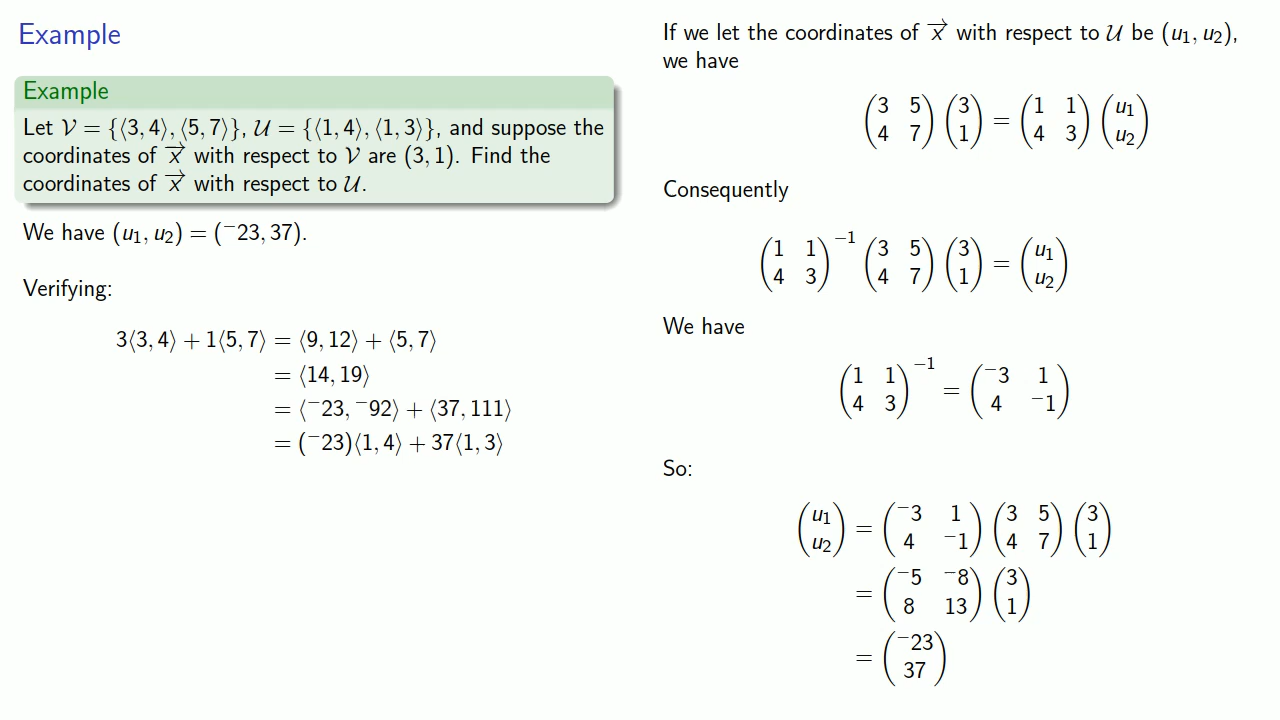 Example
Example
Let 𝒱 = {⟨3, 4⟩, ⟨5, 7⟩}, 𝒰 = {⟨1, 4⟩, ⟨1, 3⟩}, and suppose the
coordinates of x⃗ with respect to 𝒱 are (3, 1). Find the
coordinates of x⃗ with respect to 𝒰.
We have (u₁, u₂) = (⁻23, 37).
Verifying:
3⟨3, 4⟩ + 1⟨5, 7⟩ = ⟨9, 12⟩ + ⟨5, 7⟩
= ⟨14, 19⟩
= ⟨⁻23, ⁻92⟩ + ⟨37, 111⟩
= (⁻23)⟨1, 4⟩ + 37⟨1, 3⟩
If we let the coordinates of x⃗ with respect to 𝒰 be (u₁, u₂),
we have
(3 5; 4 7) (3; 1) = (1 1; 4 3) (u₁; u₂)
Consequently
(1 1; 4 3)⁻¹ (3 5; 4 7) (3; 1) = (u₁; u₂)
We have
(1 1; 4 3)⁻¹ = (⁻3 1; 4 ⁻1)
So:
(u₁; u₂) = (⁻3 1; 4 ⁻1) (3 5; 4 7) (3; 1)
= (⁻5 ⁻8; 8 13) (3; 1)
= (⁻23; 37)